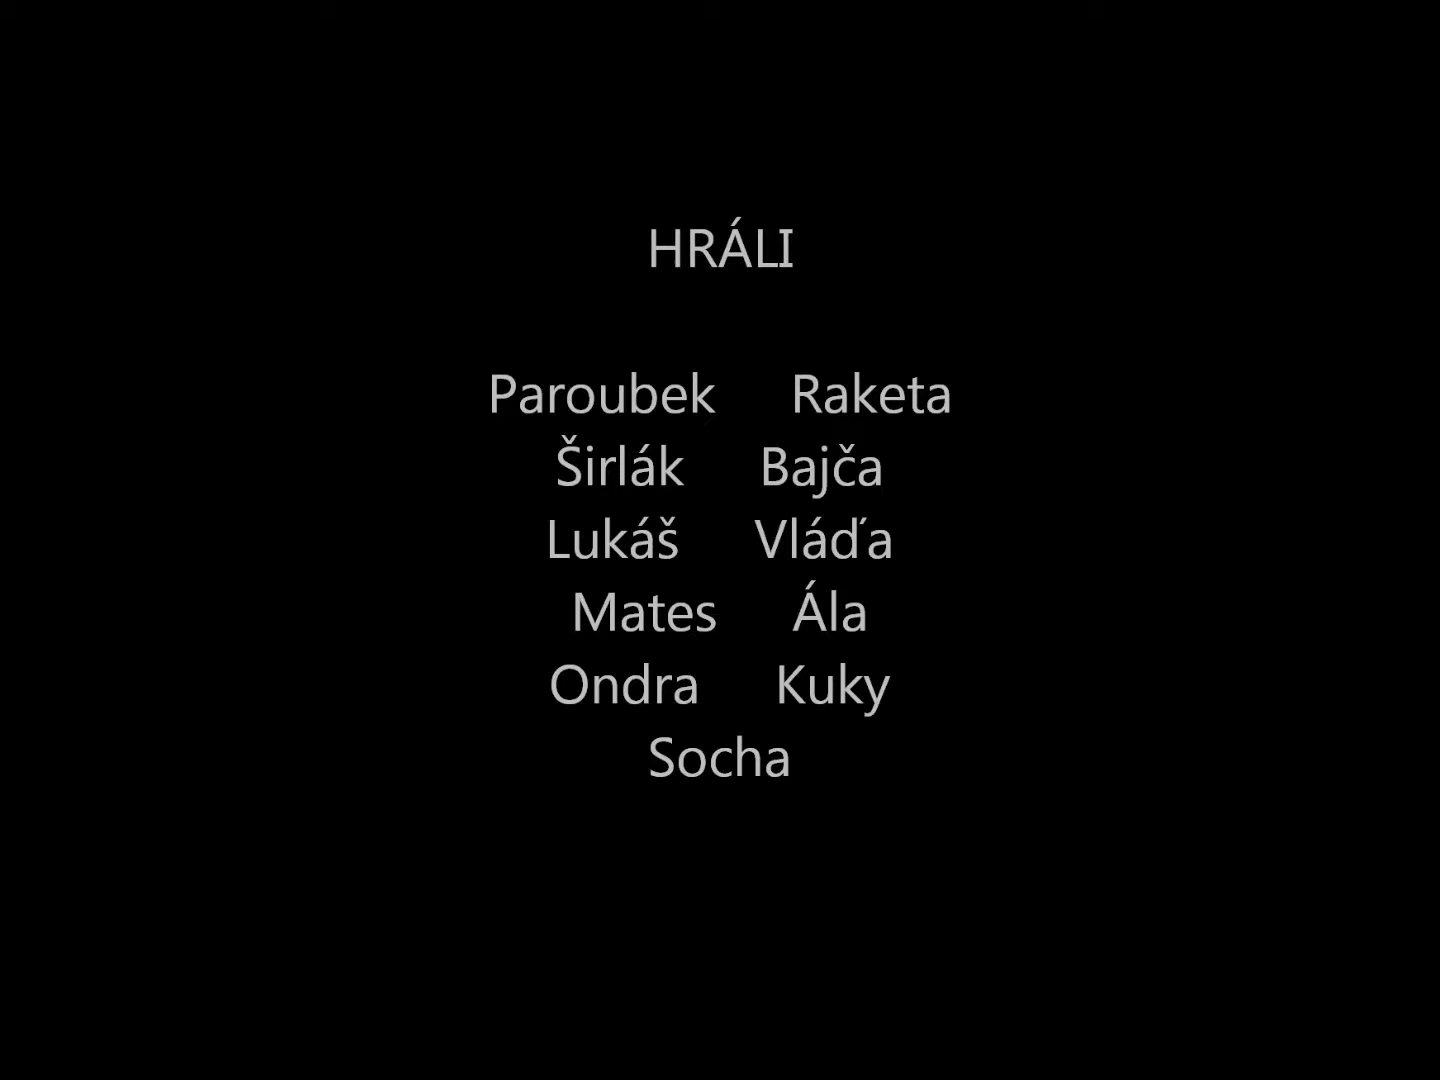 HRÁLI
Paroubek Raketa
Širlák Bajča
Lukáš Vláďa
Mates Ála
Ondra Kuky
Socha